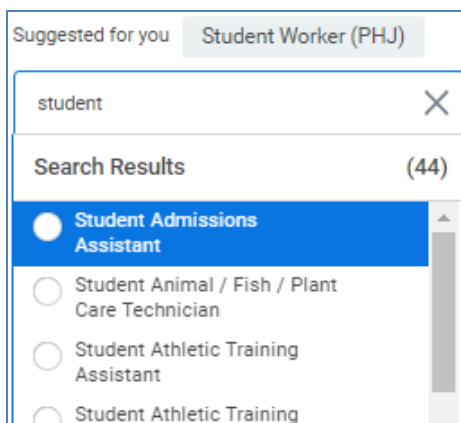 Suggested for you Student Worker (PHJ)
student
Search Results (44)
Student Admissions
Assistant
Student Animal / Fish / Plant
Care Technician
Student Athletic Training
Assistant
Student Athletic Training